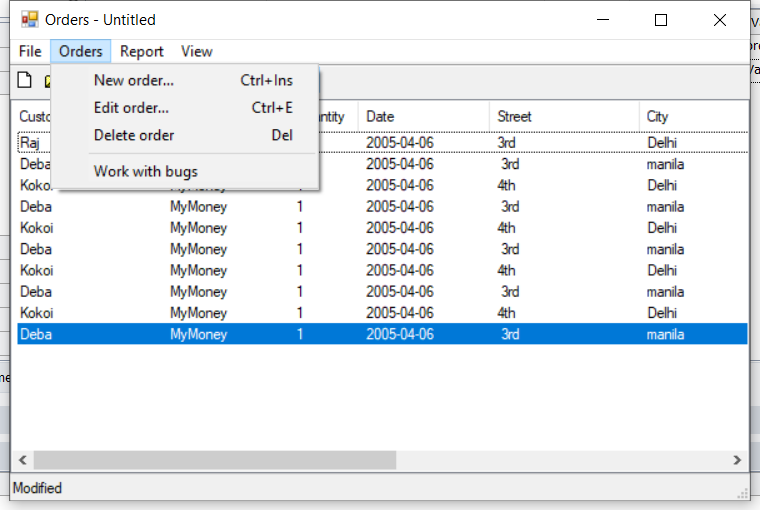 Orders - Untitled
File Orders Report View
New order... Ctrl+Ins
Edit order... Ctrl+E
Delete order Del
Work with bugs
Date Street City
Raj 2005-04-06 3rd Delhi
Deba 2005-04-06 3rd manila
Kokoi MyMoney 1 2005-04-06 4th Delhi
Deba MyMoney 1 2005-04-06 3rd manila
Kokoi MyMoney 1 2005-04-06 4th Delhi
Deba MyMoney 1 2005-04-06 3rd manila
Kokoi MyMoney 1 2005-04-06 4th Delhi
Deba MyMoney 1 2005-04-06 3rd manila
Kokoi MyMoney 1 2005-04-06 4th Delhi
Deba MyMoney 1 2005-04-06 3rd manila
Modified